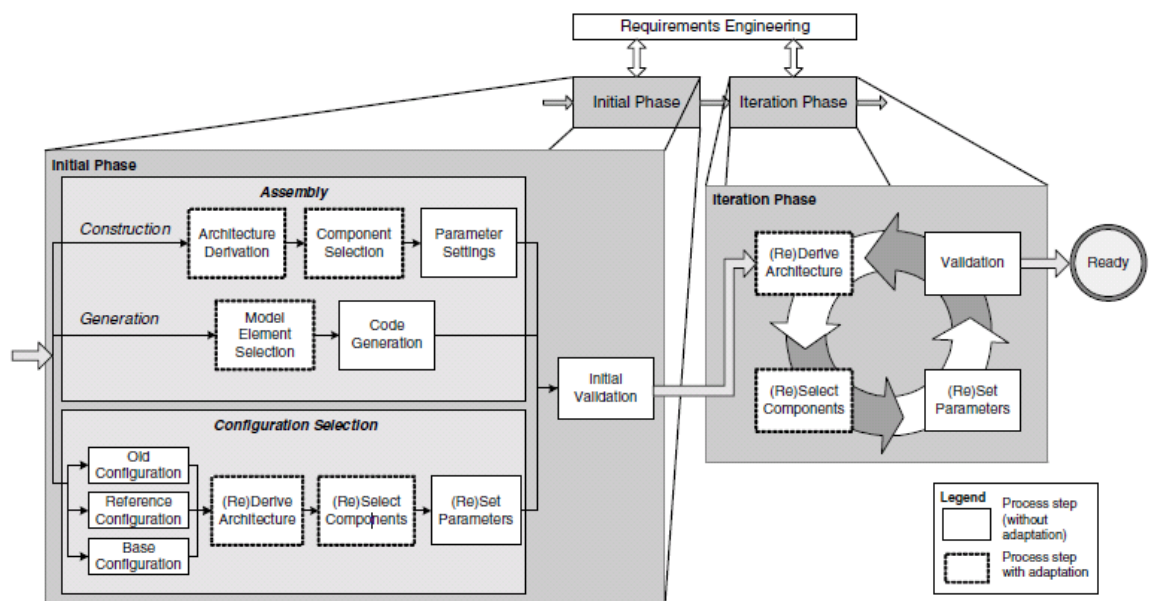 Requirements Engineering
Initial Phase
Iteration Phase
Initial Phase
Assembly
Construction
Architecture
Derivation
Component
Selection
Parameter
Settings
Generation
Model
Element
Selection
Code
Generation
Initial
Validation
Configuration Selection
Old
Configuration
Reference
Configuration
Base
Configuration
(Re)Derive
Architecture
(Re)Select
Components
(Re)Set
Parameters
Iteration Phase
(Re)Derive
Architecture
Validation
Ready
(Re)Select
Components
(Re)Set
Parameters
Legend
Process step
(without
adaptation)
Process step
with adaptation